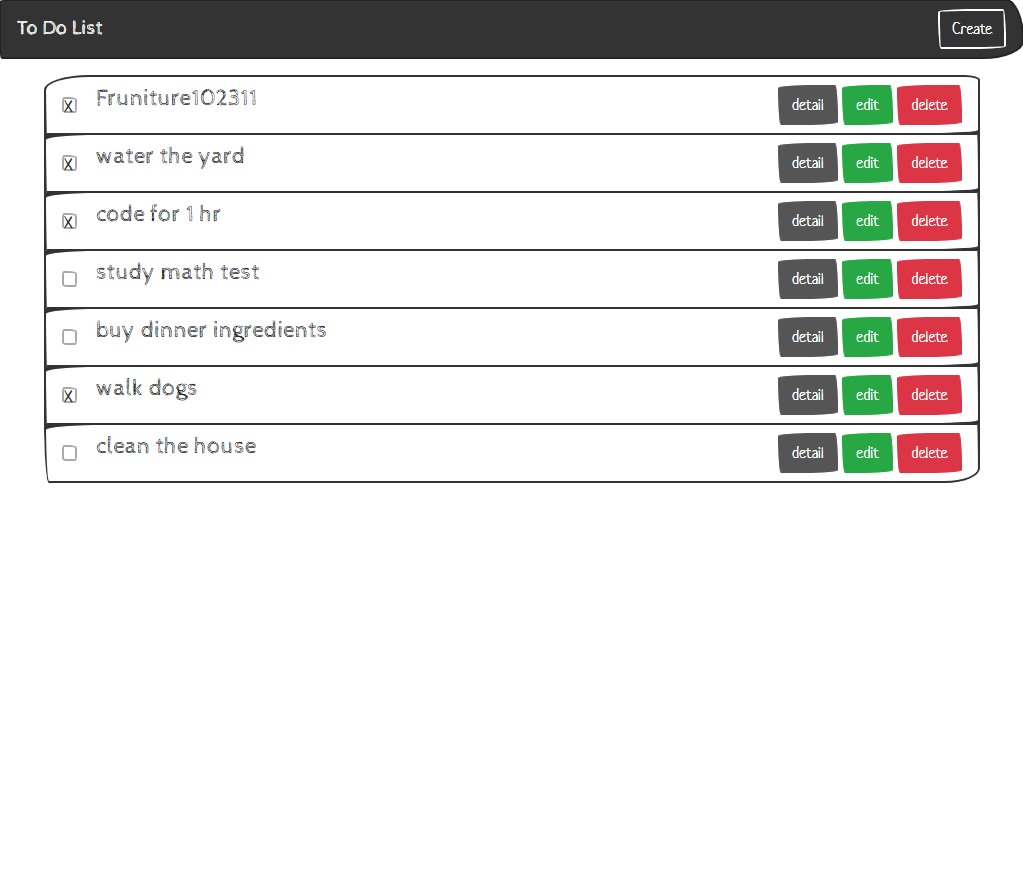 To Do List Create
X Fruniture102311 detail edit delete
X water the yard detail edit delete
X code for 1 hr detail edit delete
study math test detail edit delete
buy dinner ingredients detail edit delete
X walk dogs detail edit delete
clean the house detail edit delete